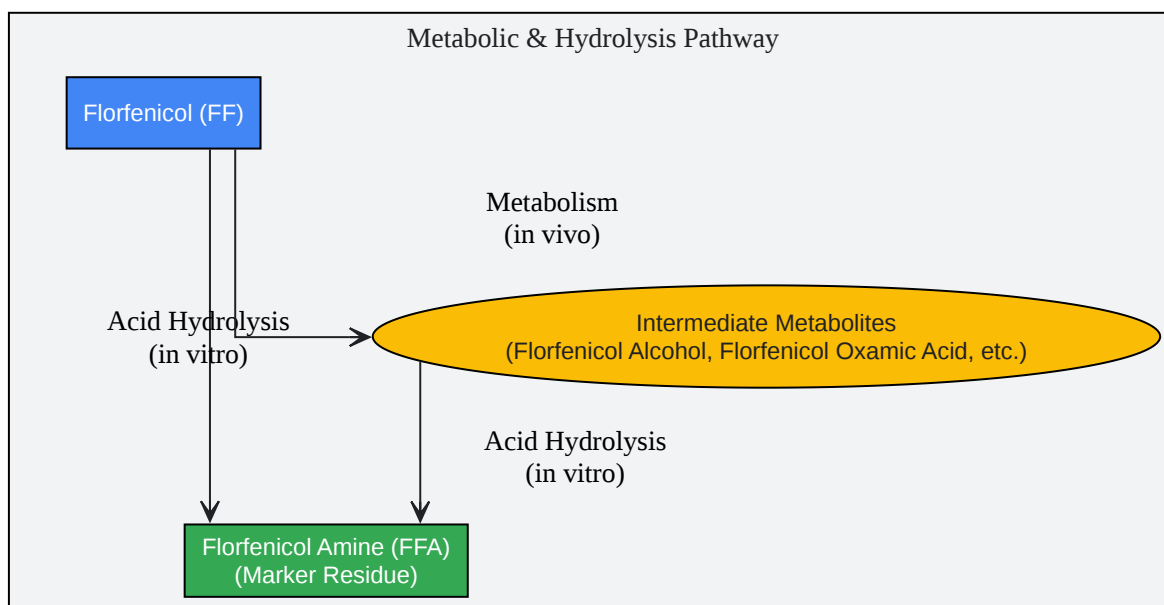 Metabolic & Hydrolysis Pathway
Florfenicol (FF)
Metabolism
(in vivo)
Acid Hydrolysis
(in vitro)
Intermediate Metabolites
(Florfenicol Alcohol, Florfenicol Oxamic Acid, etc.)
Acid Hydrolysis
(in vitro)
Florfenicol Amine (FFA)
(Marker Residue)